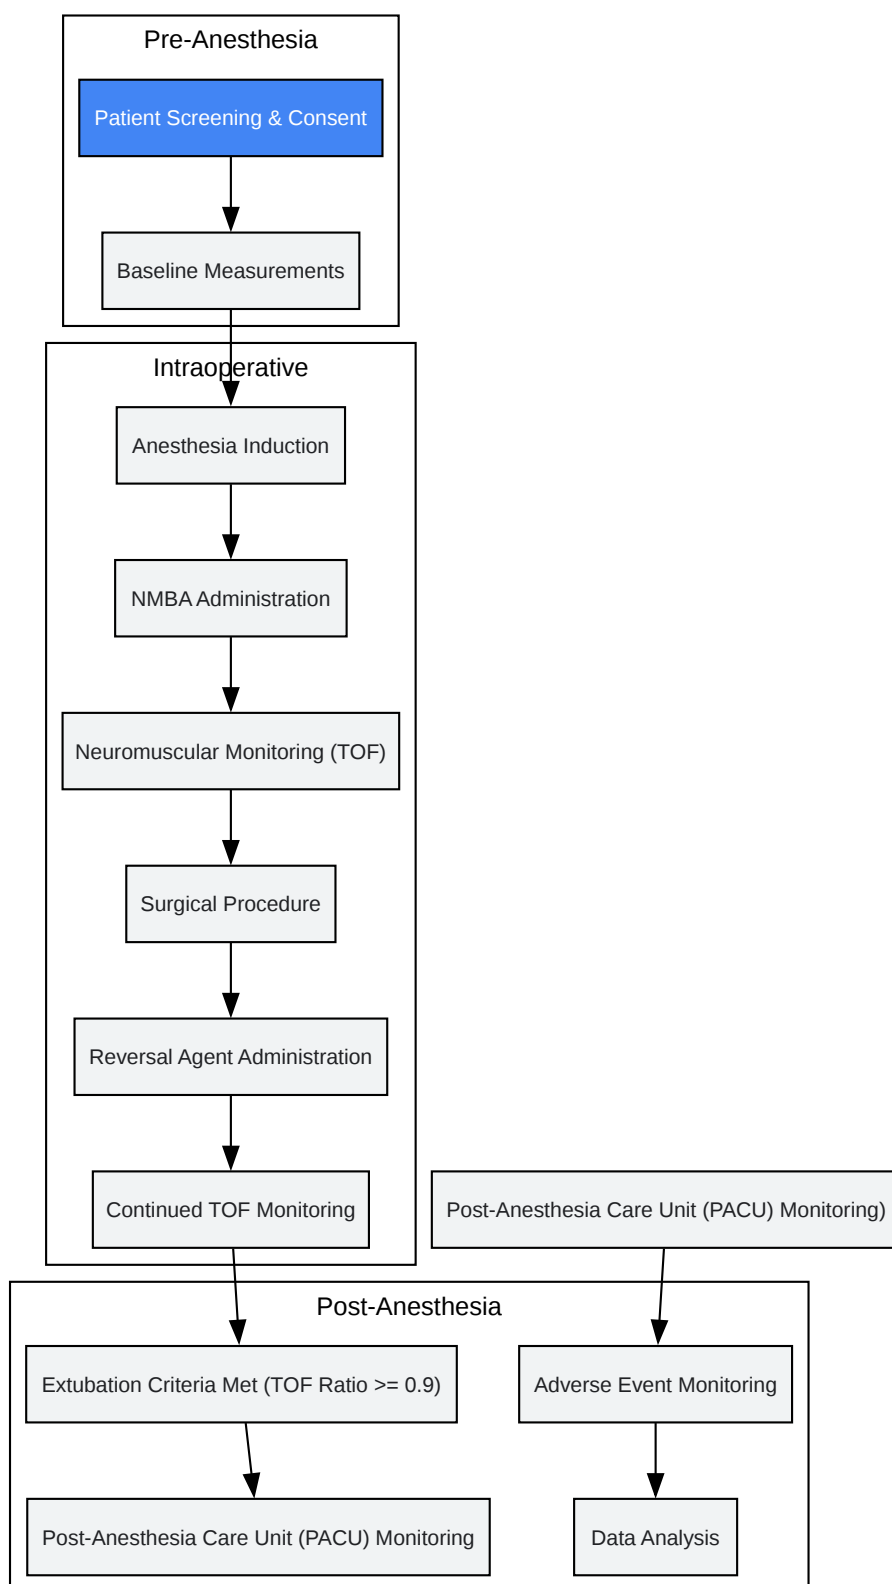 Pre-Anesthesia
Patient Screening & Consent
Baseline Measurements
Intraoperative
Anesthesia Induction
NMBA Administration
Neuromuscular Monitoring (TOF)
Surgical Procedure
Reversal Agent Administration
Continued TOF Monitoring
Post-Anesthesia Care Unit (PACU) Monitoring)
Post-Anesthesia
Extubation Criteria Met (TOF Ratio >= 0.9)
Adverse Event Monitoring
Post-Anesthesia Care Unit (PACU) Monitoring
Data Analysis